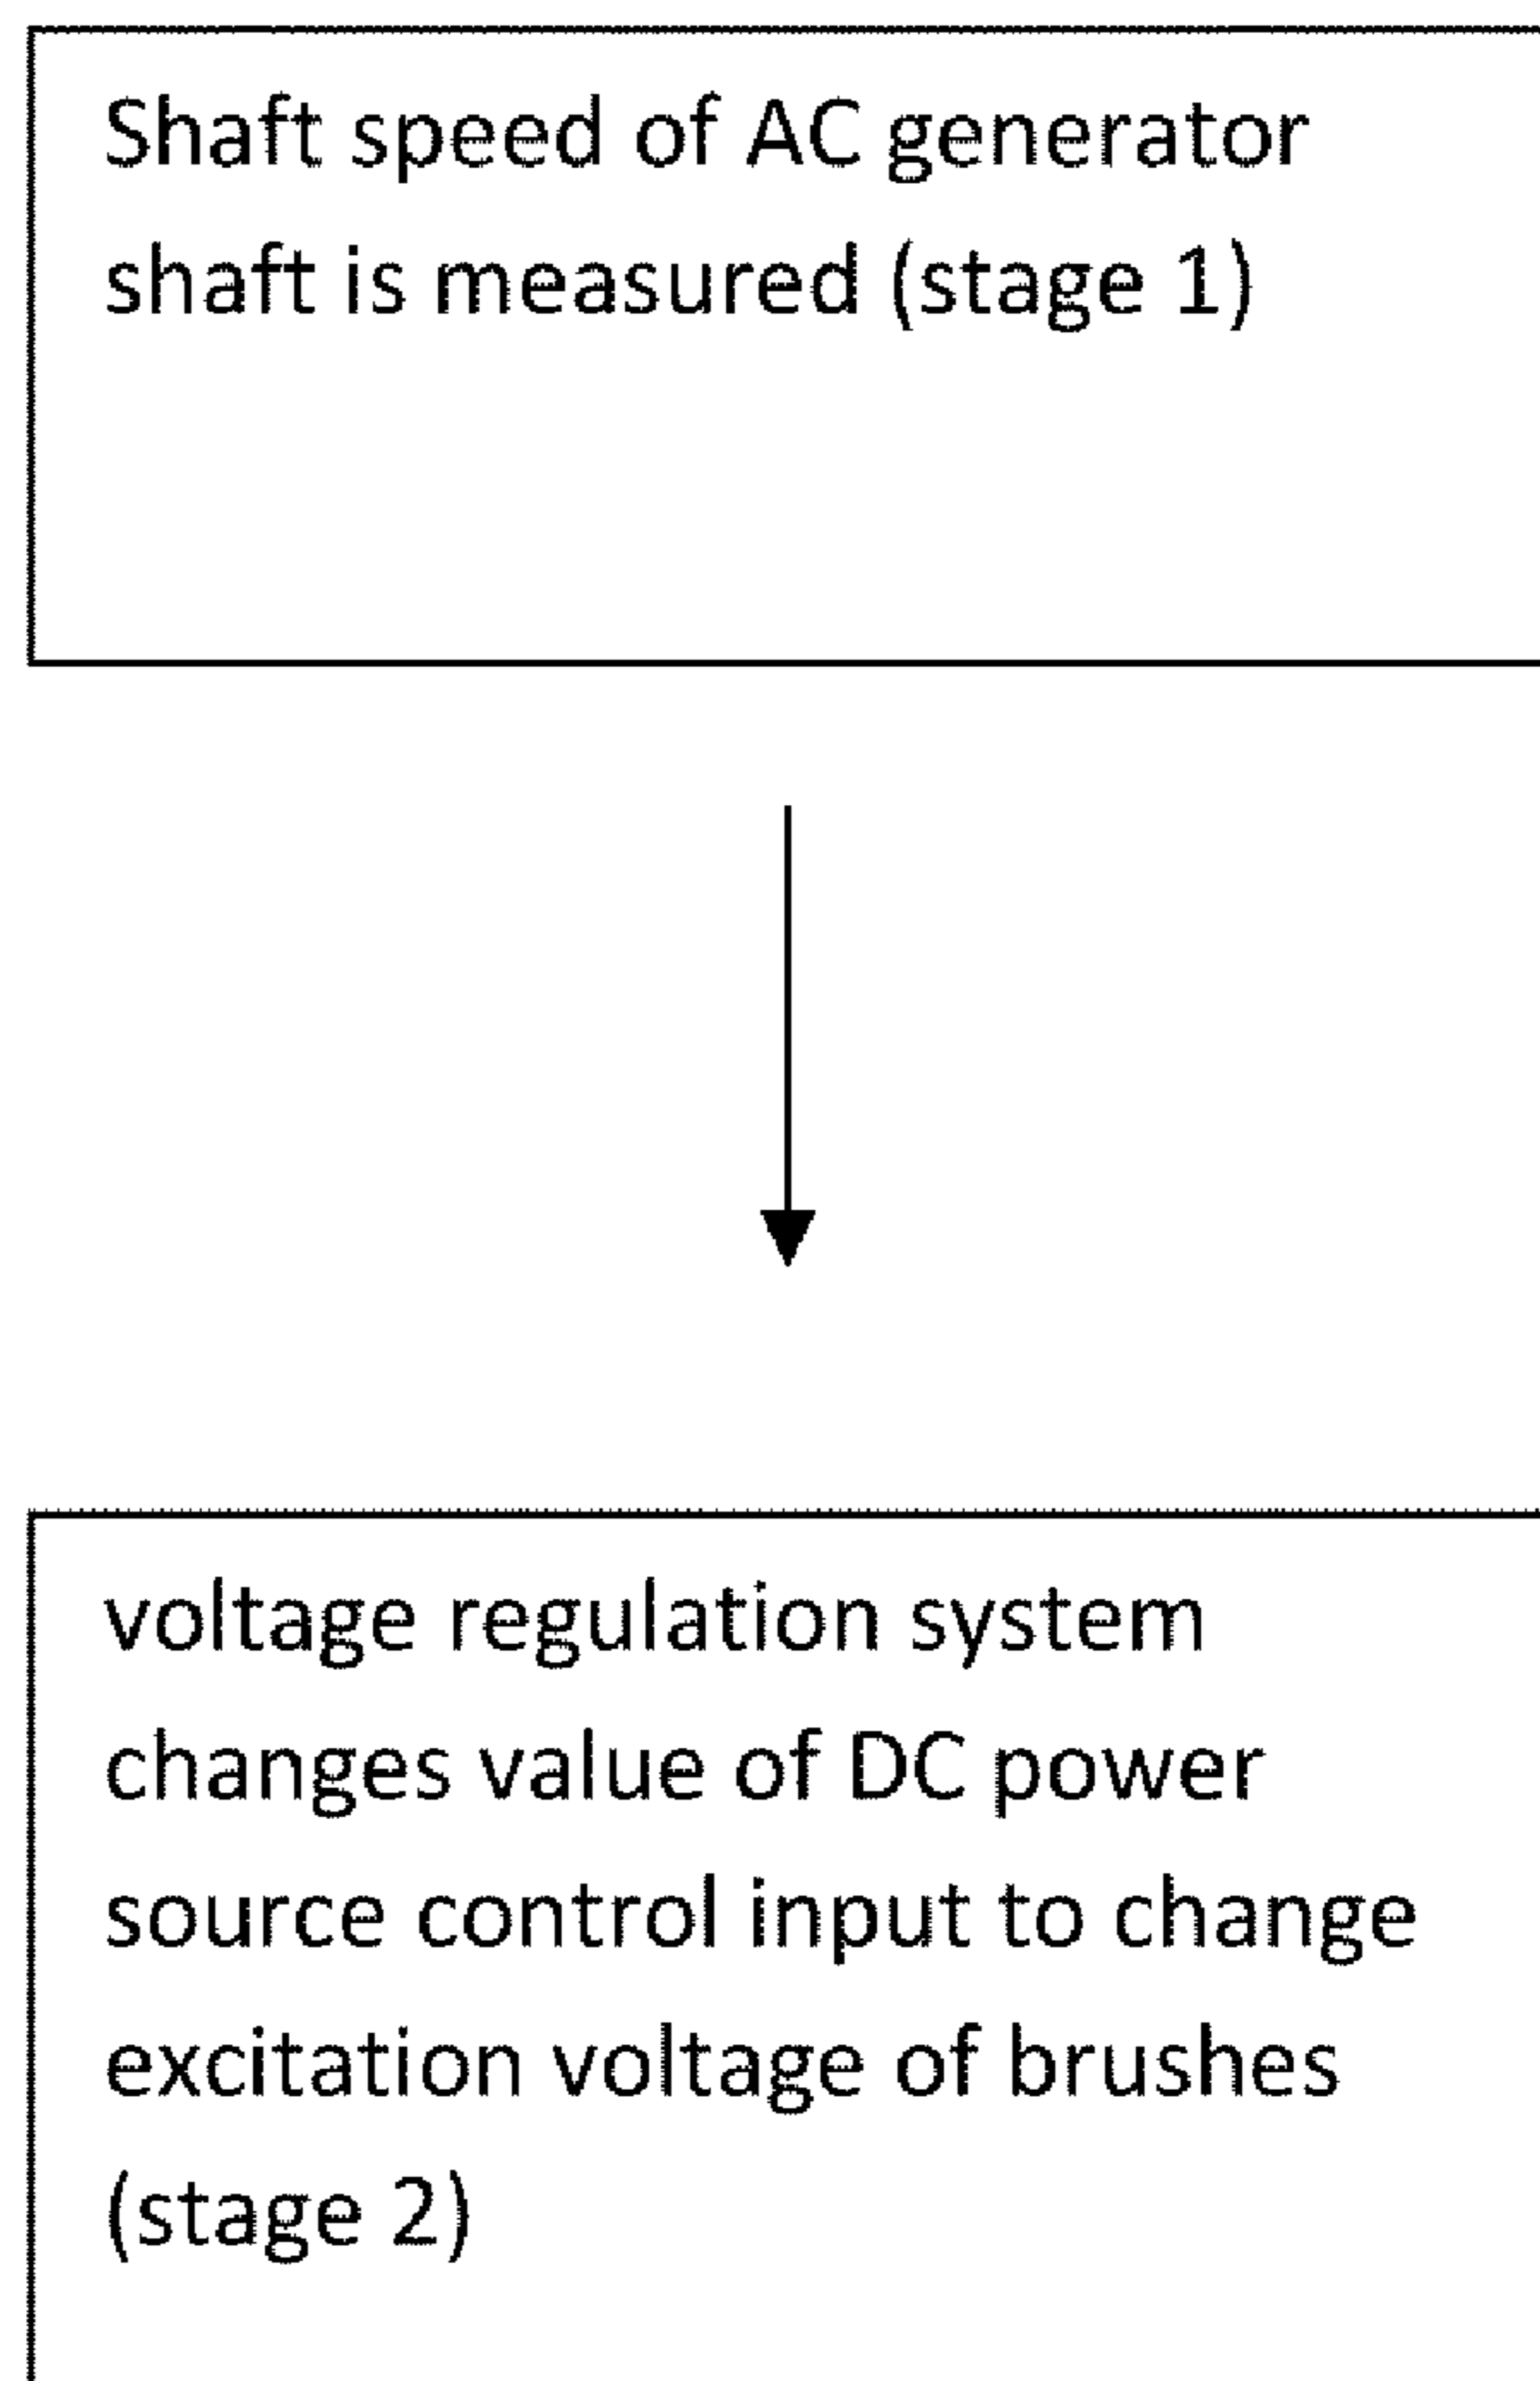 Shaft speed of AC generator
shaft is measured (stage 1)
voltage regulation system
changes value of DC power
source control input to change
excitation voltage of brushes
(stage 2)